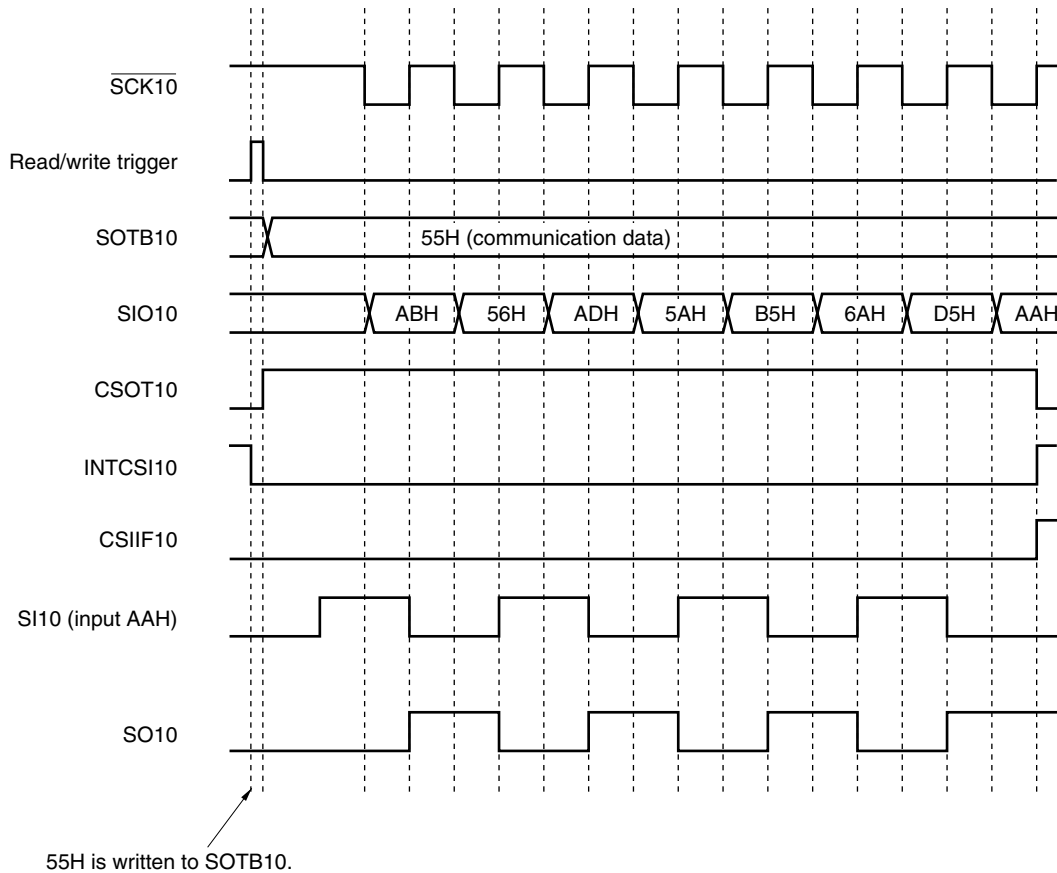 SCK10
Read/write trigger
SOTB10
55H (communication data)
SIO10
ABH 56H ADH 5AH B5H 6AH D5H AAH
CSOT10
INTCSI10
CSIIF10
SI10 (input AAH)
SO10
55H is written to SOTB10.